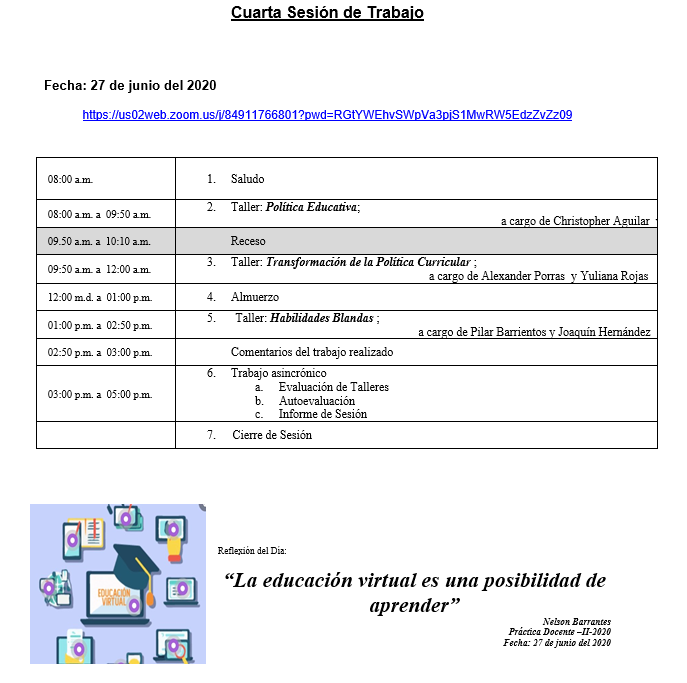 Cuarta Sesión de Trabajo
Fecha: 27 de junio del 2020
https://us02web.zoom.us/j/84911766801?pwd=RGtYWEhvSWpVa3pjS1MwRW5EdzZvZz09
08:00 a.m. 1. Saludo
08:00 a.m. a 09:50 a.m. 2. Taller: Política Educativa;
a cargo de Christopher Aguilar
09.50 a.m. a 10:10 a.m. Receso
09:50 a.m. a 12:00 a.m. 3. Taller: Transformación de la Política Curricular ;
a cargo de Alexander Porras y Yuliana Rojas
12:00 m.d. a 01:00 p.m. 4. Almuerzo
01:00 p.m. a 02:50 p.m. 5. Taller: Habilidades Blandas ;
a cargo de Pilar Barrientos y Joaquín Hernández
02:50 p.m. a 03:00 p.m. Comentarios del trabajo realizado
03:00 p.m. a 05:00 p.m. 6. Trabajo asincrónico
a. Evaluación de Talleres
b. Autoevaluación
c. Informe de Sesión
7. Cierre de Sesión
EDUCACIÓN
VIRTUAL
Reflexión del Día:
“La educación virtual es una posibilidad de
aprender”
Nelson Barrantes
Práctica Docente –II-2020
Fecha: 27 de junio del 2020